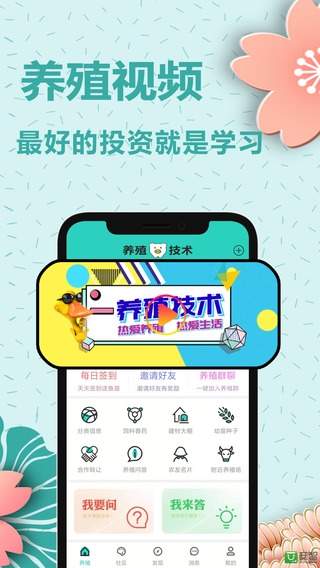 养殖视频
最好的投资就是学习
养殖 技术
养殖技术
热爱养殖 热爱生活
每日签到 邀请好友 养殖群聊
天天签到送鱼苗 邀请好友有奖励 一键加入养殖群
分类信息 饲料兽药 建材大棚 幼苗种子
合作转让 养殖问答 农友名片 附近养殖场
我要问 我来答
养殖 社区 发现 消息 我的
安智